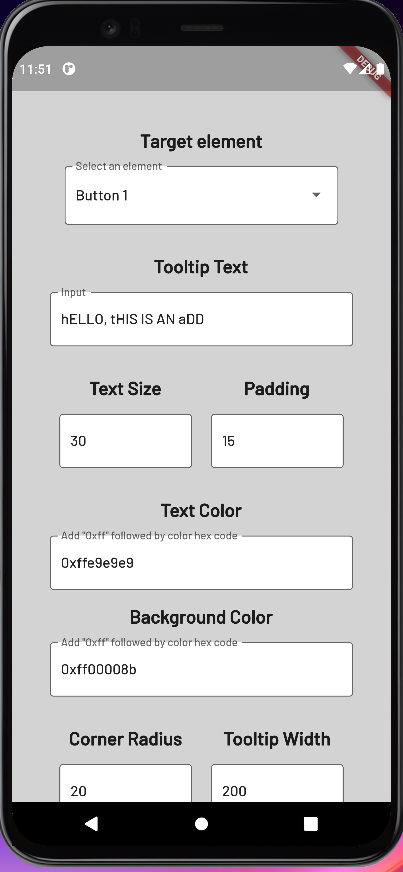 11:51
DEBUG
Target element
Select an element
Button 1
Tooltip Text
Input
hELLO, tHIS IS AN aDD
Text Size
Padding
30
15
Text Color
Add "0xff" followed by color hex code
0xffe9e9e9
Background Color
Add "0xff" followed by color hex code
0xff00008b
Corner Radius
Tooltip Width
20
200